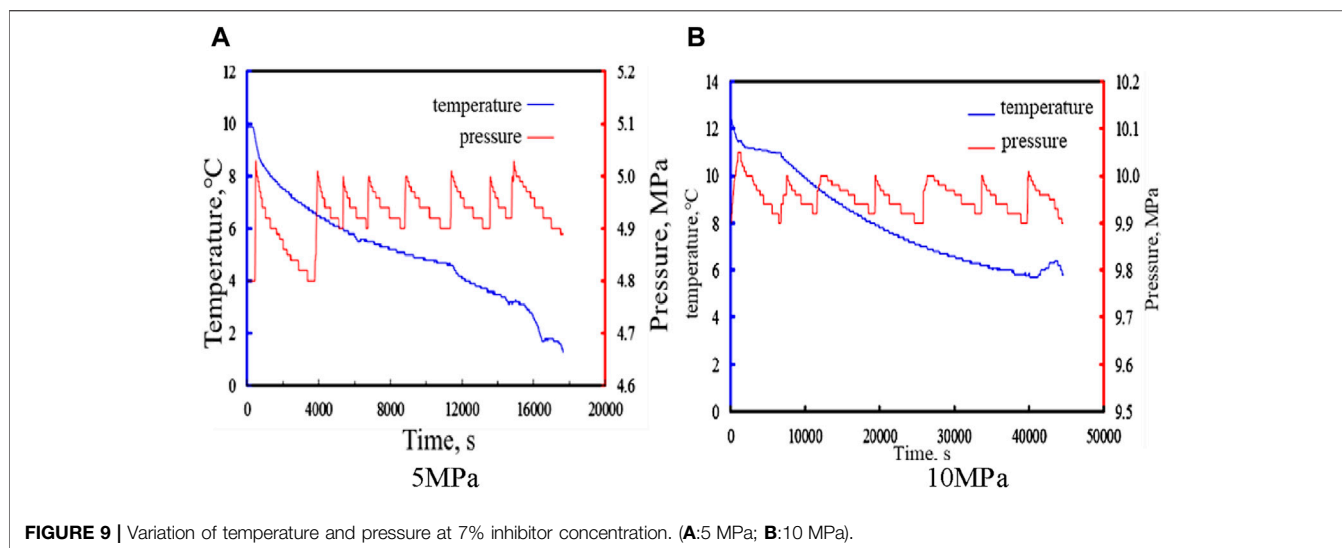 A
B
12
10
8
6
4
2
0
Temperature,°C
5.2
5.1
5.0
4.9
4.8
4.7
4.6
Pressure, MPa
temperature
pressure
0 4000 8000 12000 16000 20000
Time, s
5MPa
14
12
10
8
6
4
2
0
temperature,°C
10.2
10.1
10.0
9.9
9.8
9.7
9.6
9.5
Pressure, MPa
temperature
pressure
0 10000 20000 30000 40000 50000
Time, s
10MPa
FIGURE 9 | Variation of temperature and pressure at 7% inhibitor concentration. (A:5 MPa; B:10 MPa).